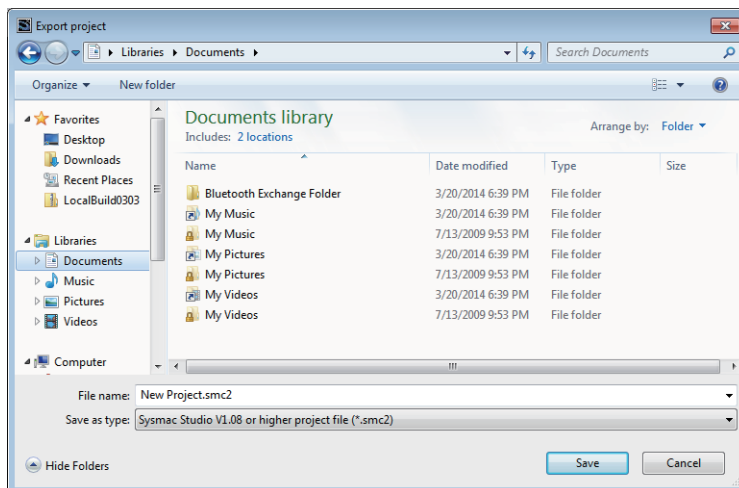 Export project
Libraries Documents
Search Documents
Organize New folder
Favorites
Desktop
Downloads
Recent Places
LocalBuild0303
Libraries
Documents
Music
Pictures
Videos
Computer
Documents library
Includes: 2 locations
Arrange by: Folder
Name Date modified Type Size
Bluetooth Exchange Folder 3/20/2014 6:39 PM File folder
My Music 3/20/2014 6:39 PM File folder
My Music 7/13/2009 9:53 PM File folder
My Pictures 3/20/2014 6:39 PM File folder
My Pictures 7/13/2009 9:53 PM File folder
My Videos 3/20/2014 6:39 PM File folder
My Videos 7/13/2009 9:53 PM File folder
File name: New Project.smc2
Save as type: Sysmac Studio V1.08 or higher project file (*.smc2)
Hide Folders
Save Cancel